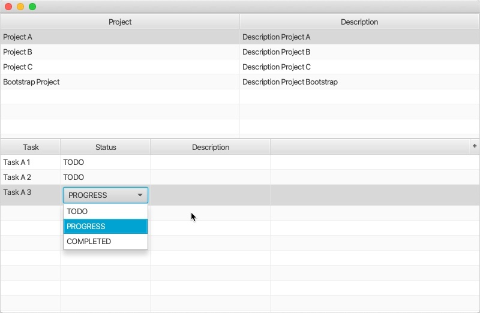 Project Description
Project A Description Project A
Project B Description Project B
Project C Description Project C
Bootstrap Project Description Project Bootstrap
Task Status Description +
Task A 1 TODO
Task A 2 TODO
Task A 3 PROGRESS
TODO
PROGRESS
COMPLETED